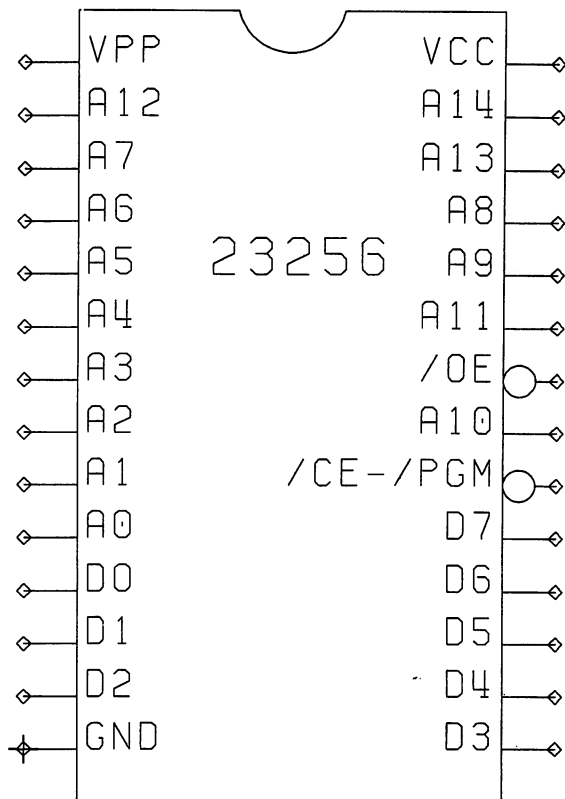 VPP VCC
A12 A14
A7 A13
A6 A8
23256
A5 A9
A4 A11
A3 /OE
A2 A10
A1 /CE-/PGM
A0 D7
D0 D6
D1 D5
D2 D4
GND D3